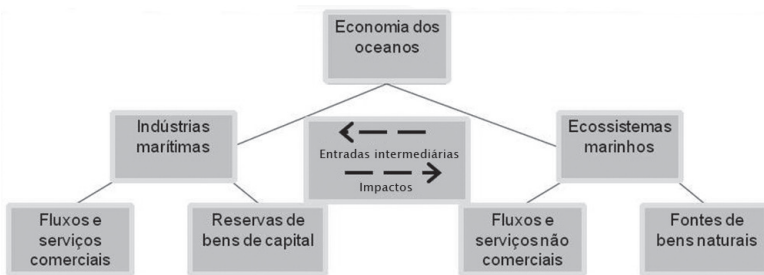 Economia dos
oceanos
Indústrias
marítimas
Entradas intermediárias
Impactos
Ecossistemas
marinhos
Fluxos e
serviços
comerciais
Reservas de
bens de capital
Fluxos e
serviços não
comerciais
Fontes de
bens naturais